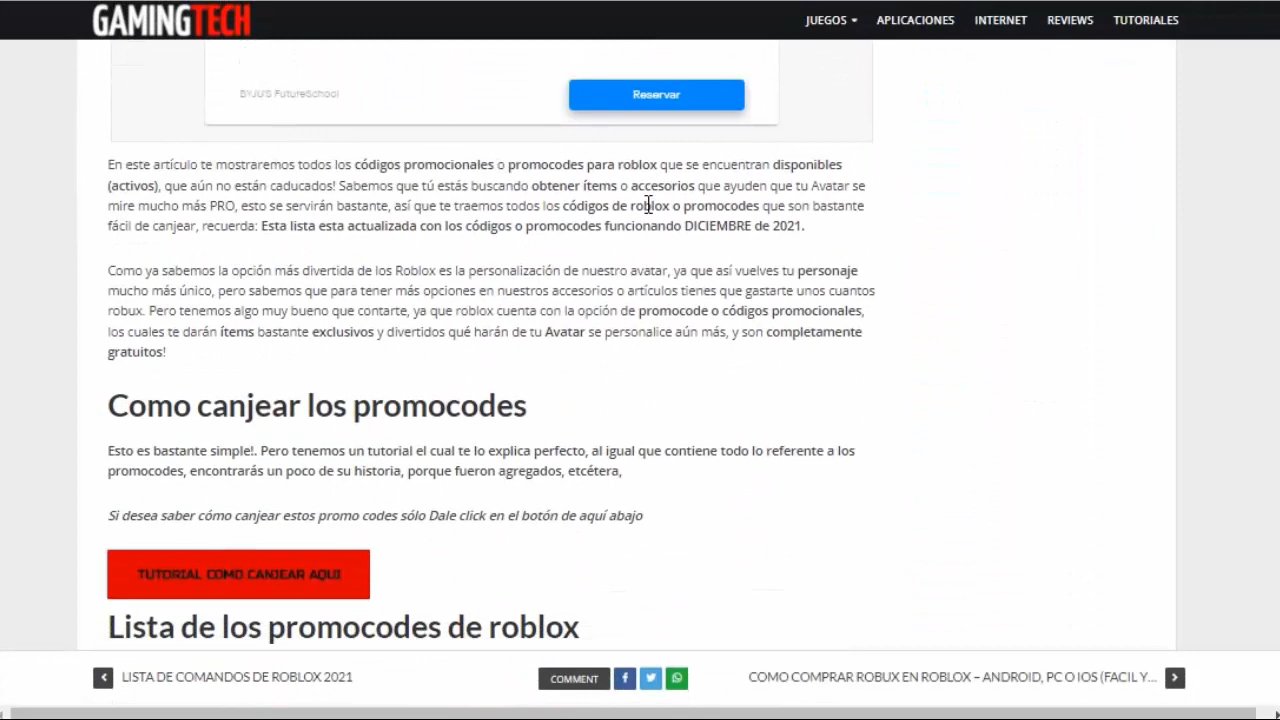 GAMINGTECH
JUEGOS APLICACIONES INTERNET REVIEWS TUTORIALES
BYJU'S FutureSchool
Reservar
En este artículo te mostraremos todos los códigos promocionales o promocodes para roblox que se encuentran disponibles
(activos), que aún no están caducados! Sabemos que tú estás buscando obtener ítems o accesorios que ayuden que tu Avatar se
mire mucho más PRO, esto se servirán bastante, así que te traemos todos los códigos de roblox o promocodes que son bastante
fácil de canjear, recuerda: Esta lista esta actualizada con los códigos o promocodes funcionando DICIEMBRE de 2021.
Como ya sabemos la opción más divertida de los Roblox es la personalización de nuestro avatar, ya que así vuelves tu personaje
mucho más único, pero sabemos que para tener más opciones en nuestros accesorios o artículos tienes que gastarte unos cuantos
robux. Pero tenemos algo muy bueno que contarte, ya que roblox cuenta con la opción de promocode o códigos promocionales,
los cuales te darán ítems bastante exclusivos y divertidos qué harán de tu Avatar se personalice aún más, y son completamente
gratuitos!
Como canjear los promocodes
Esto es bastante simple!. Pero tenemos un tutorial el cual te lo explica perfecto, al igual que contiene todo lo referente a los
promocodes, encontrarás un poco de su historia, porque fueron agregados, etcétera,
Si desea saber cómo canjear estos promo codes sólo Dale click en el botón de aquí abajo
TUTORIAL COMO CANJEAR AQUI
Lista de los promocodes de roblox
LISTA DE COMANDOS DE ROBLOX 2021 COMMENT COMO COMPRAR ROBUX EN ROBLOX – ANDROID, PC O IOS (FACIL Y...